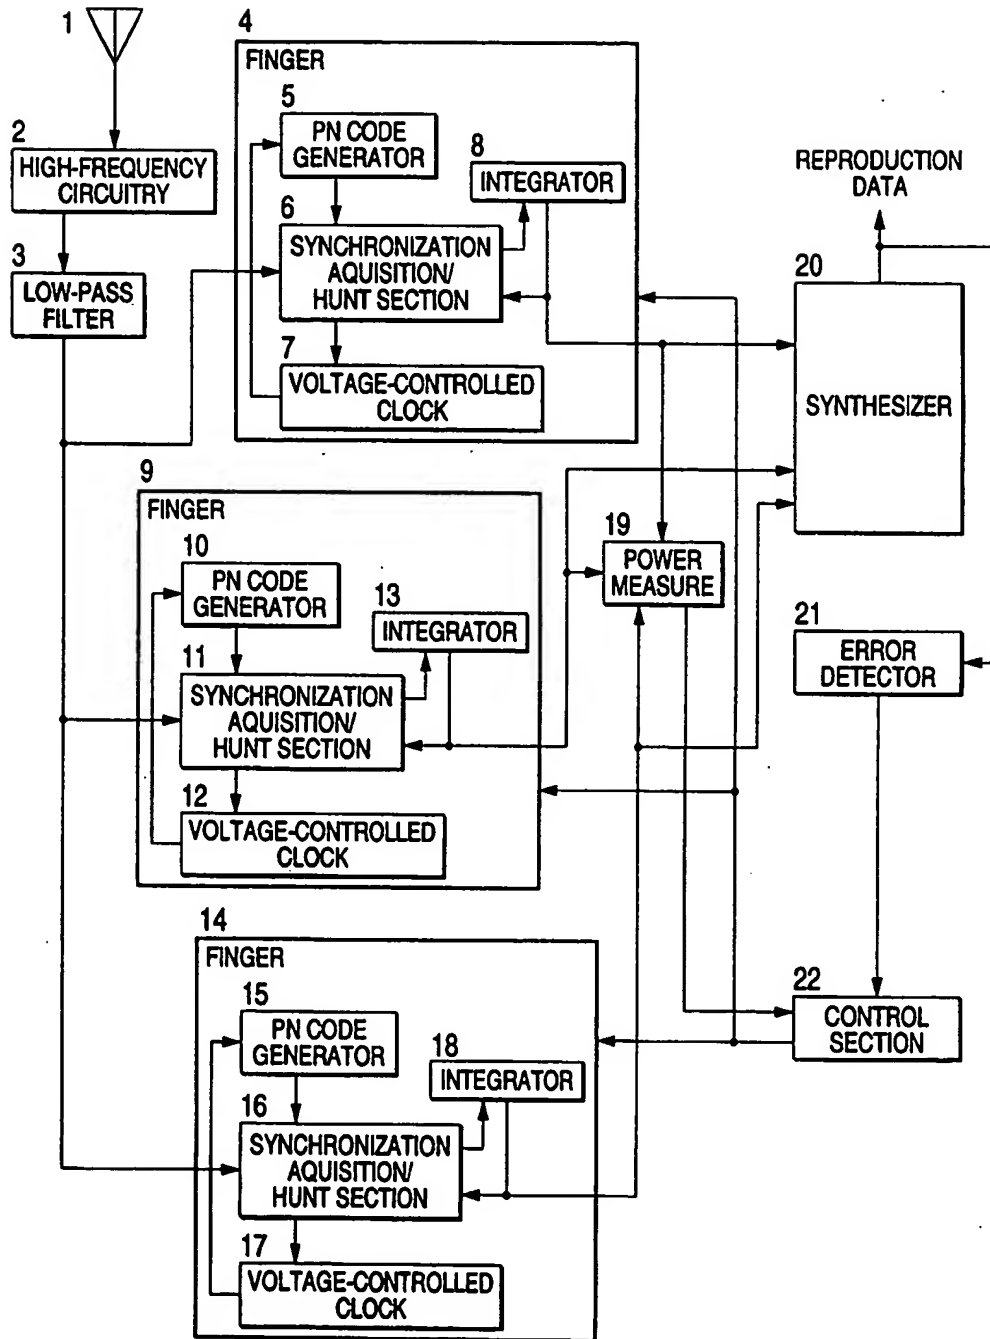 1
2
HIGH-FREQUENCY
CIRCUITRY
3
LOW-PASS
FILTER
4
FINGER
5
PN CODE
GENERATOR
6
SYNCHRONIZATION
AQUISITION/
HUNT SECTION
7
VOLTAGE-CONTROLLED
CLOCK
8
INTEGRATOR
9
FINGER
10
PN CODE
GENERATOR
11
SYNCHRONIZATION
AQUISITION/
HUNT SECTION
12
VOLTAGE-CONTROLLED
CLOCK
13
INTEGRATOR
14
FINGER
15
PN CODE
GENERATOR
16
SYNCHRONIZATION
AQUISITION/
HUNT SECTION
17
VOLTAGE-CONTROLLED
CLOCK
18
INTEGRATOR
19
POWER
MEASURE
REPRODUCTION
DATA
20
SYNTHESIZER
21
ERROR
DETECTOR
22
CONTROL
SECTION